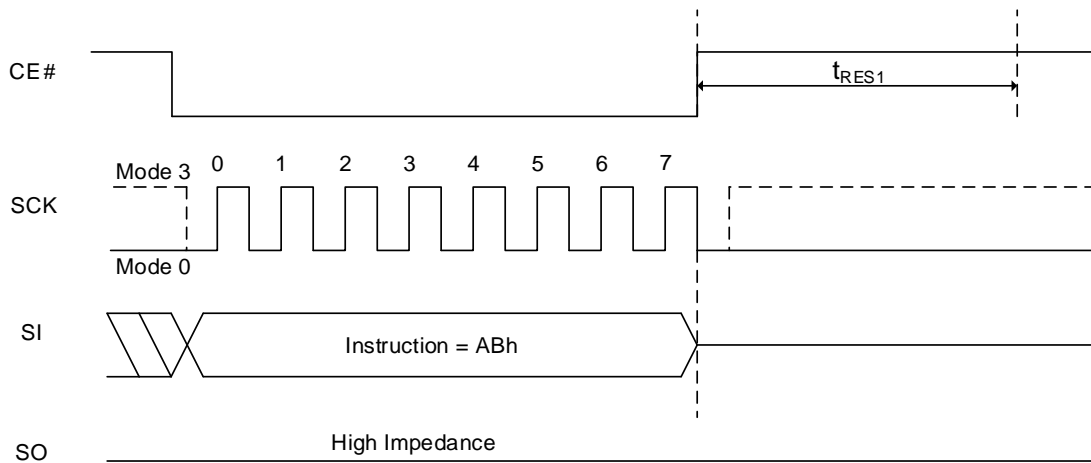 CE#
tRES1
Mode 3
0 1 2 3 4 5 6 7
SCK
Mode 0
SI
Instruction = ABh
High Impedance
SO